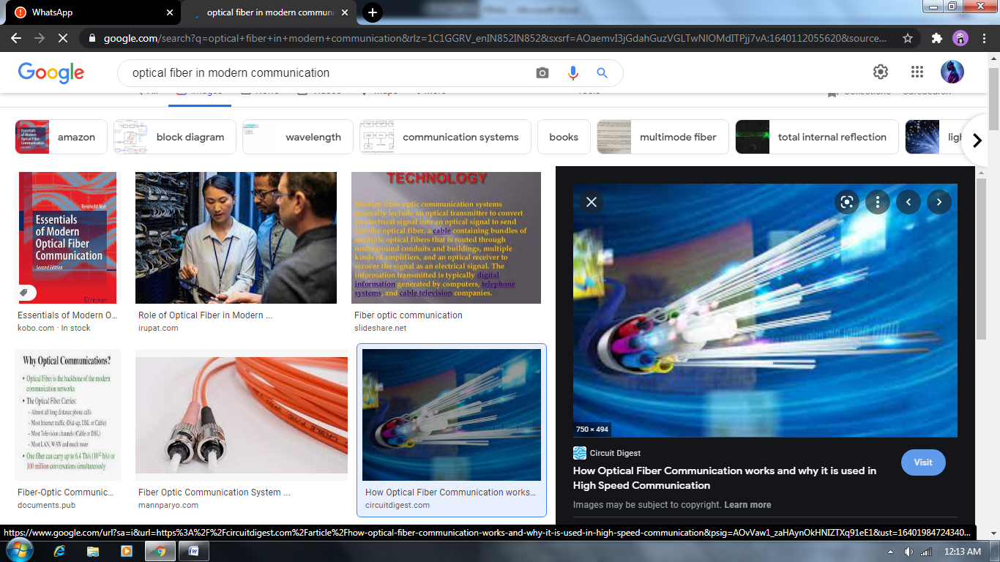 WhatsApp
optical fiber in modern communi
google.com/search?q=optical+fiber+in+modern+communication&rlz=1C1GGRV_enIN852IN852&sxsrf=AOaemvI3jGdahGuzVGLTwNIOMdITPjj7vA:1640112055620&source...
Google
optical fiber in modern communication
amazon
block diagram
wavelength
communication systems
books
multimode fiber
total internal reflection
Reinhold Noé
Essentials
of Modern
Optical Fiber
Communication
Second Edition
Springer
Essentials of Modern O...
kobo.com · In stock
Role of Optical Fiber in Modern ...
irupat.com
TECHNOLOGY
Modern fiber-optic communication systems
generally include an optical transmitter to convert
an electrical signal into an optical signal to send
into the optical fiber, a cable containing bundles of
multiple optical fibers that is routed through
underground conduits and buildings, multiple
kinds of amplifiers, and an optical receiver to
recover the signal as an electrical signal. The
information transmitted is typically digital
information generated by computers, telephone
systems, and cable television companies.
Fiber optic communication
slideshare.net
Why Optical Communications?
• Optical Fiber is the backbone of the modern
communication networks
• The Optical Fiber Carries:
– Almost all long distance phone calls
– Most Internet traffic (Dial-up, DSL or Cable)
– Most Television channels (Cable or DSL)
– Most LAN, WAN and much more
• One fiber can carry up to 6.4 Tb/s (10¹² b/s) or
100 million conversations simultaneously
Fiber-Optic Communic...
documents.pub
Fiber Optic Communication System ...
mannparyo.com
How Optical Fiber Communication works...
circuitdigest.com
750 × 494
Circuit Digest
How Optical Fiber Communication works and why it is used in
High Speed Communication
Visit
Images may be subject to copyright. Learn more
https://www.google.com/url?sa=i&url=https%3A%2F%2Fcircuitdigest.com%2Farticle%2Fhow-optical-fiber-communication-works-and-why-it-is-used-in-high-speed-communication&psig=AOvVaw1_zaHAynOkHNIZTXq91eE1&ust=16401984724340...
12:13 AM